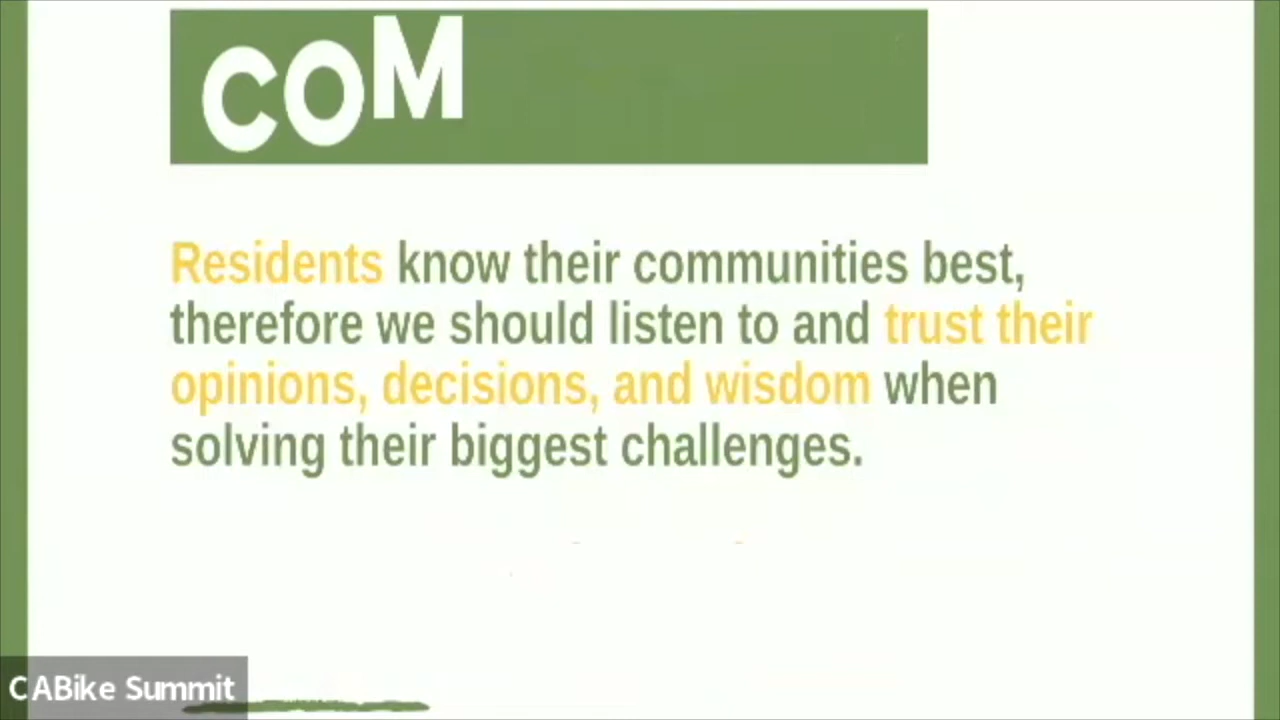 COM
Residents know their communities best,
therefore we should listen to and trust their
opinions, decisions, and wisdom when
solving their biggest challenges.
CABike Summit